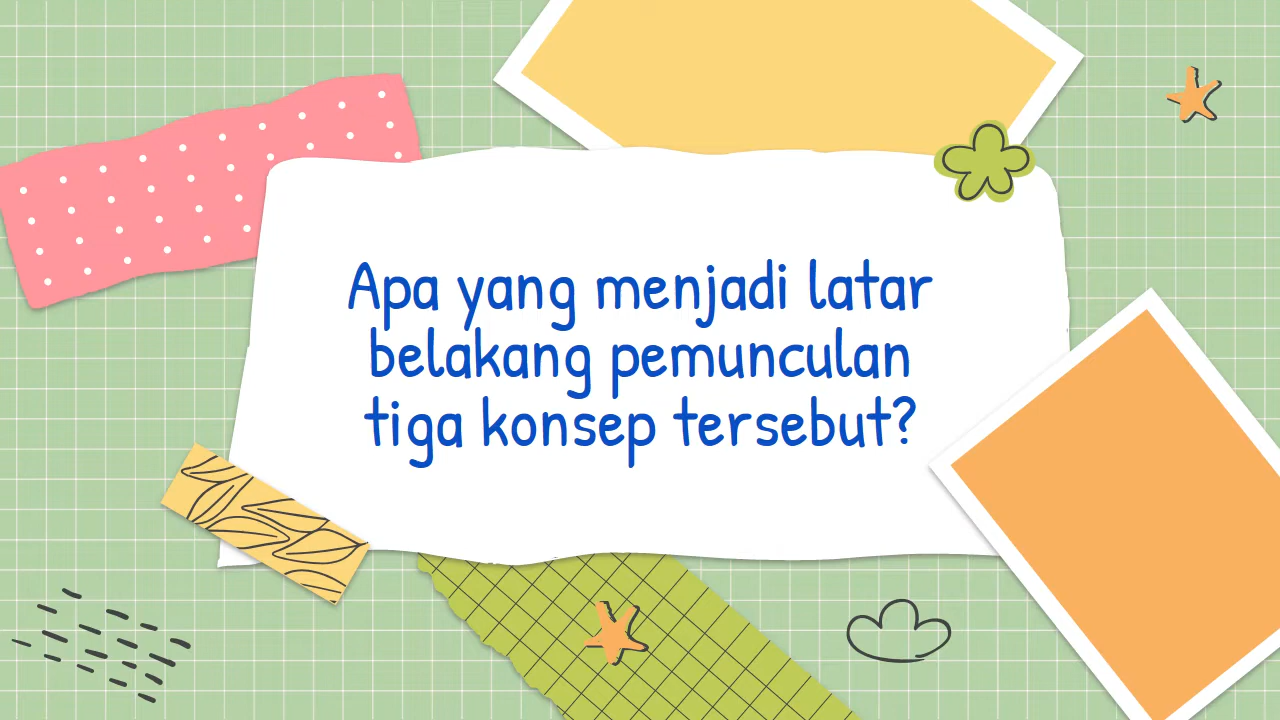 Apa yang menjadi latar
belakang pemunculan
tiga konsep tersebut?